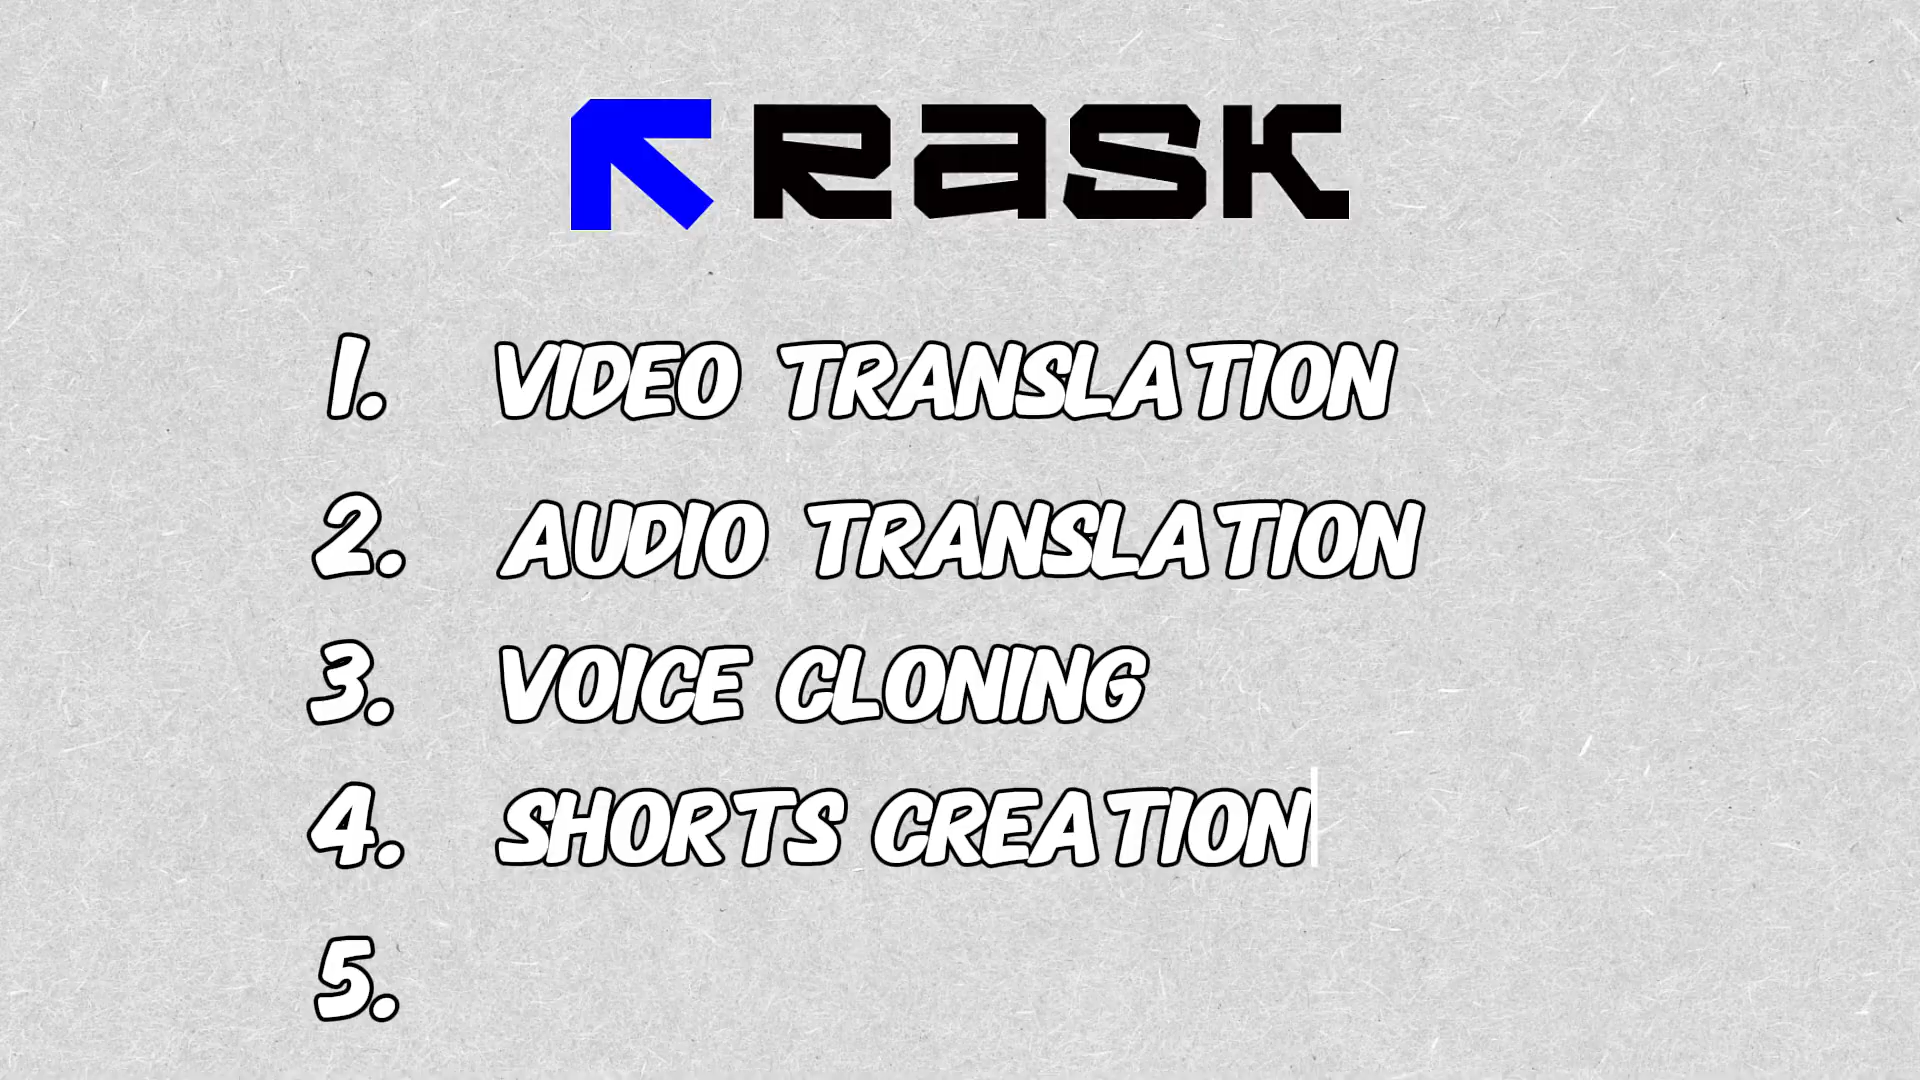 RASK
1. VIDEO TRANSLATION
2. AUDIO TRANSLATION
3. VOICE CLONING
4. SHORTS CREATION
5.